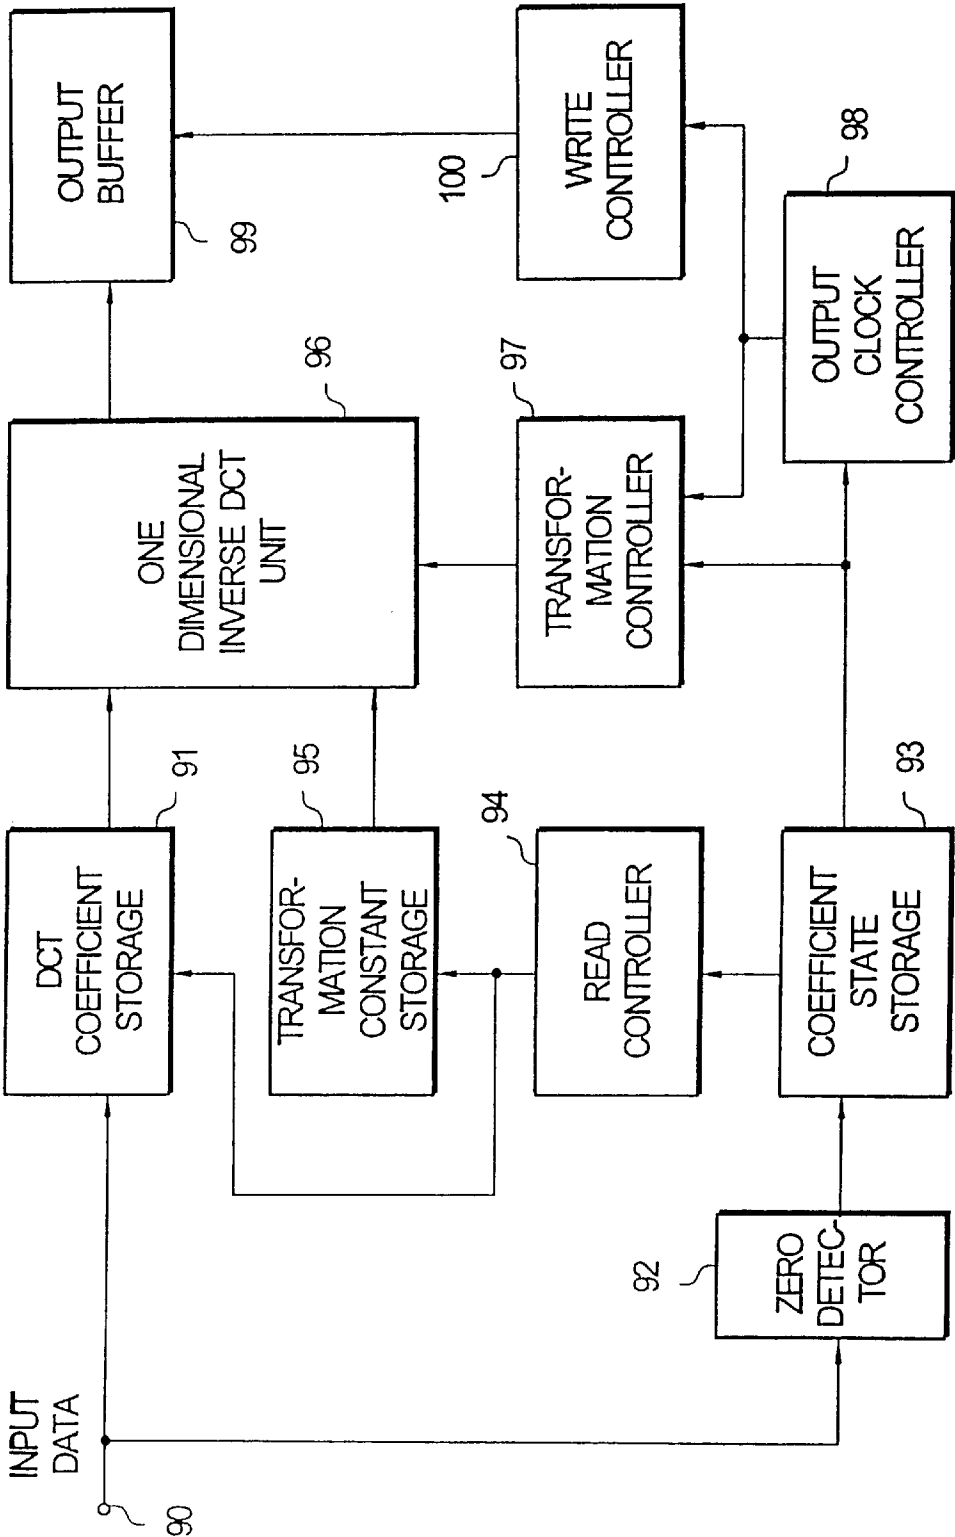 INPUT
DATA
90
DCT
COEFFICIENT
STORAGE
91
ONE
DIMENSIONAL
INVERSE DCT
UNIT
96
OUTPUT
BUFFER
99
TRANSFOR-
MATION
CONSTANT
STORAGE
95
READ
CONTROLLER
94
TRANSFOR-
MATION
CONTROLLER
97
WRITE
CONTROLLER
100
ZERO
DETEC-
TOR
92
COEFFICIENT
STATE
STORAGE
93
OUTPUT
CLOCK
CONTROLLER
98